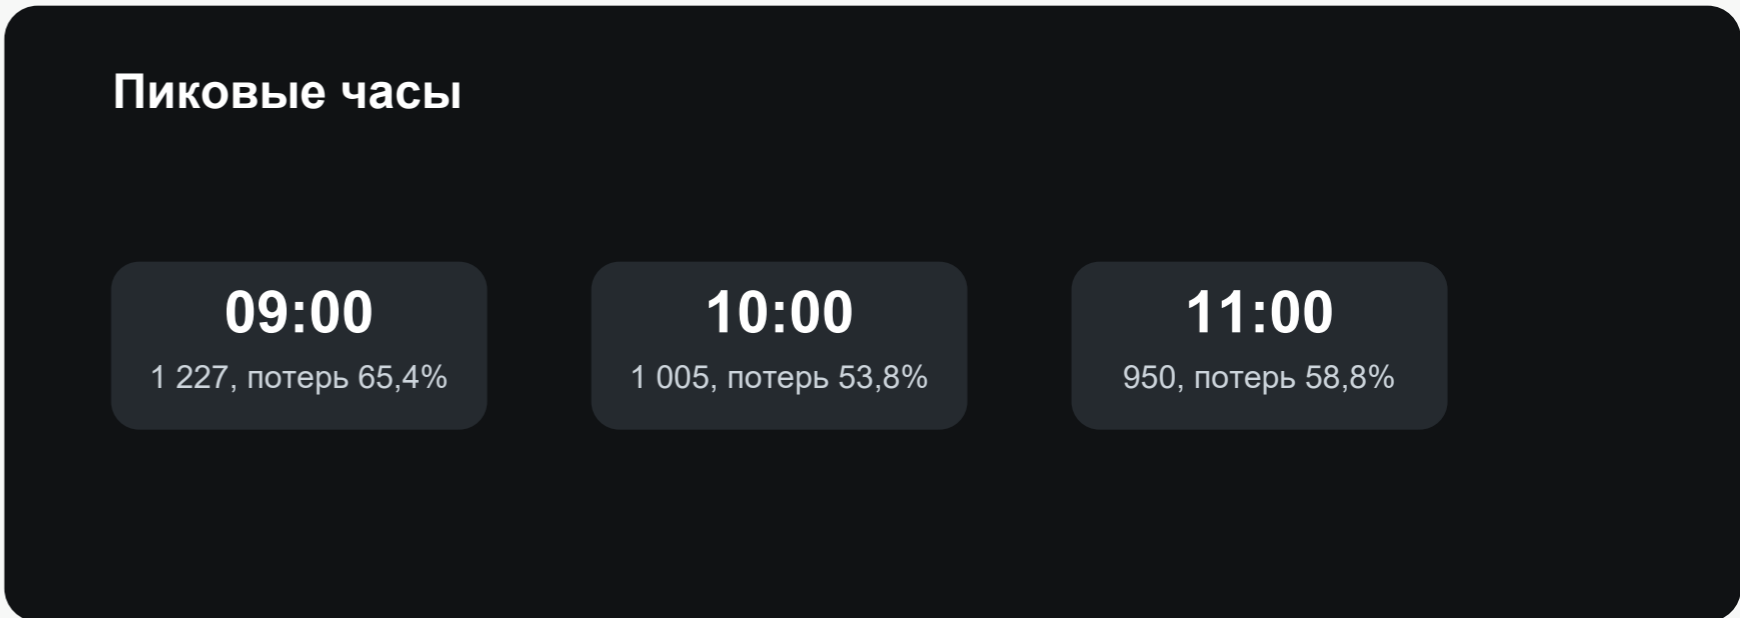 Пиковые часы
09:00
1 227, потерь 65,4%
10:00
1 005, потерь 53,8%
11:00
950, потерь 58,8%